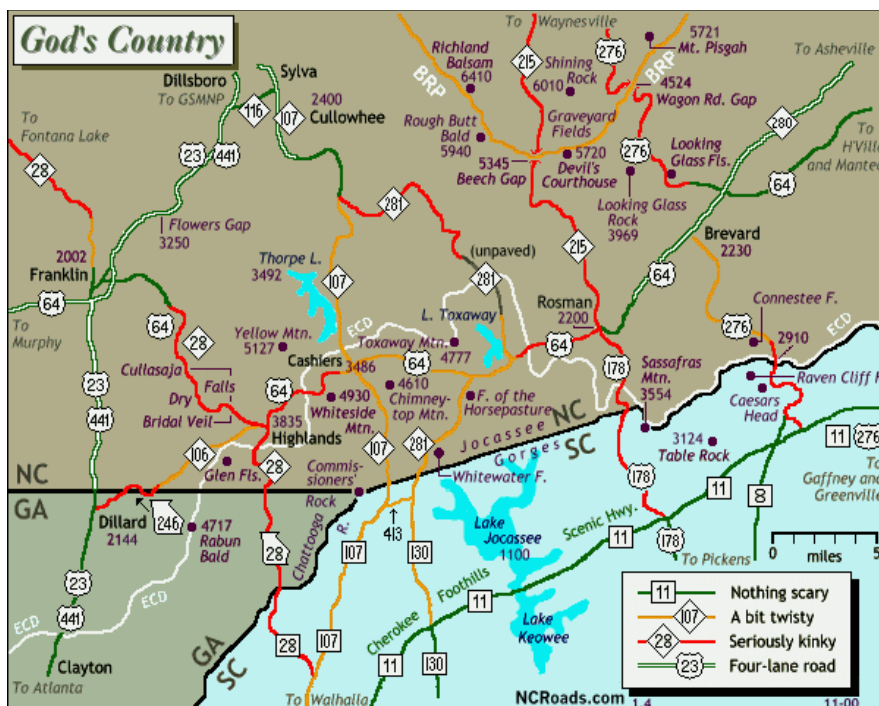 God's Country
To
Waynesville
5721
Mt. Pisgah
Richland
Balsam
6410
BRP
215
Shining
Rock
6010
276
BRP
4524
Wagon Rd. Gap
To Asheville
Dillsboro
To GSMNP
Sylva
116
107
2400
Cullowhee
To
Fontana Lake
28
23
441
Rough Butt
Bald
5940
Graveyard
Fields
5345
Beech Gap
5720
Devil's
Courthouse
276
Looking
Glass Fls.
280
To
H'Ville
and Manteo
64
Looking Glass
Rock
3969
Flowers Gap
3250
281
2002
Franklin
Thorpe L.
3492
107
(unpaved)
281
215
Brevard
2230
64
64
To
Murphy
64
28
Yellow Mtn.
5127
ECD
L. Toxaway
Toxaway Mtn.
4777
Rosman
2200
Connestee F.
276
2910
ECD
Cullasaja
Falls
Dry
Bridal Veil
Cashiers
3486
64
64
64
178
Sassafras
Mtn.
3554
Raven Cliff F
Caesars
Head
23
441
4930
Whiteside
Mtn.
4610
Chimney-
top Mtn.
F. of the
Horsepasture
3835
Highlands
106
28
Glen Fls.
107
281
Jocassee
Gorges
NC
SC
3124
Table Rock
11
276
To
Gaffney and
Greenville
NC
GA
Commis-
sioners'
Rock
Whitewater F.
178
11
8
Dillard
2144
246
4717
Rabun
Bald
Chattooga
R.
413
Lake
Jocassee
1100
Scenic Hwy.
11
178
To Pickens
0
5
miles
28
107
130
23
441
ECD
ECD
Cherokee
Foothills
11
Lake
Keowee
GA
SC
28
107
11
130
Clayton
To Atlanta
To Walhalla
NCRoads.com
1.4
11-00
11
Nothing scary
107
A bit twisty
28
Seriously kinky
23
Four-lane road